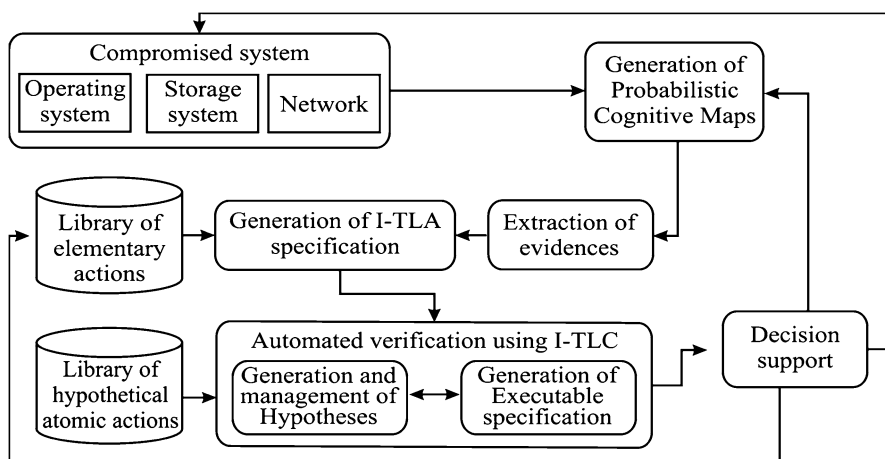 Compromised system
Operating
system
Storage
system
Network
Generation of
Probabilistic
Cognitive Maps
Library of
elementary
actions
Generation of I-TLA
specification
Extraction of
evidences
Automated verification using I-TLC
Generation and
management of
Hypotheses
Generation of
Executable
specification
Library of
hypothetical
atomic actions
Decision
support